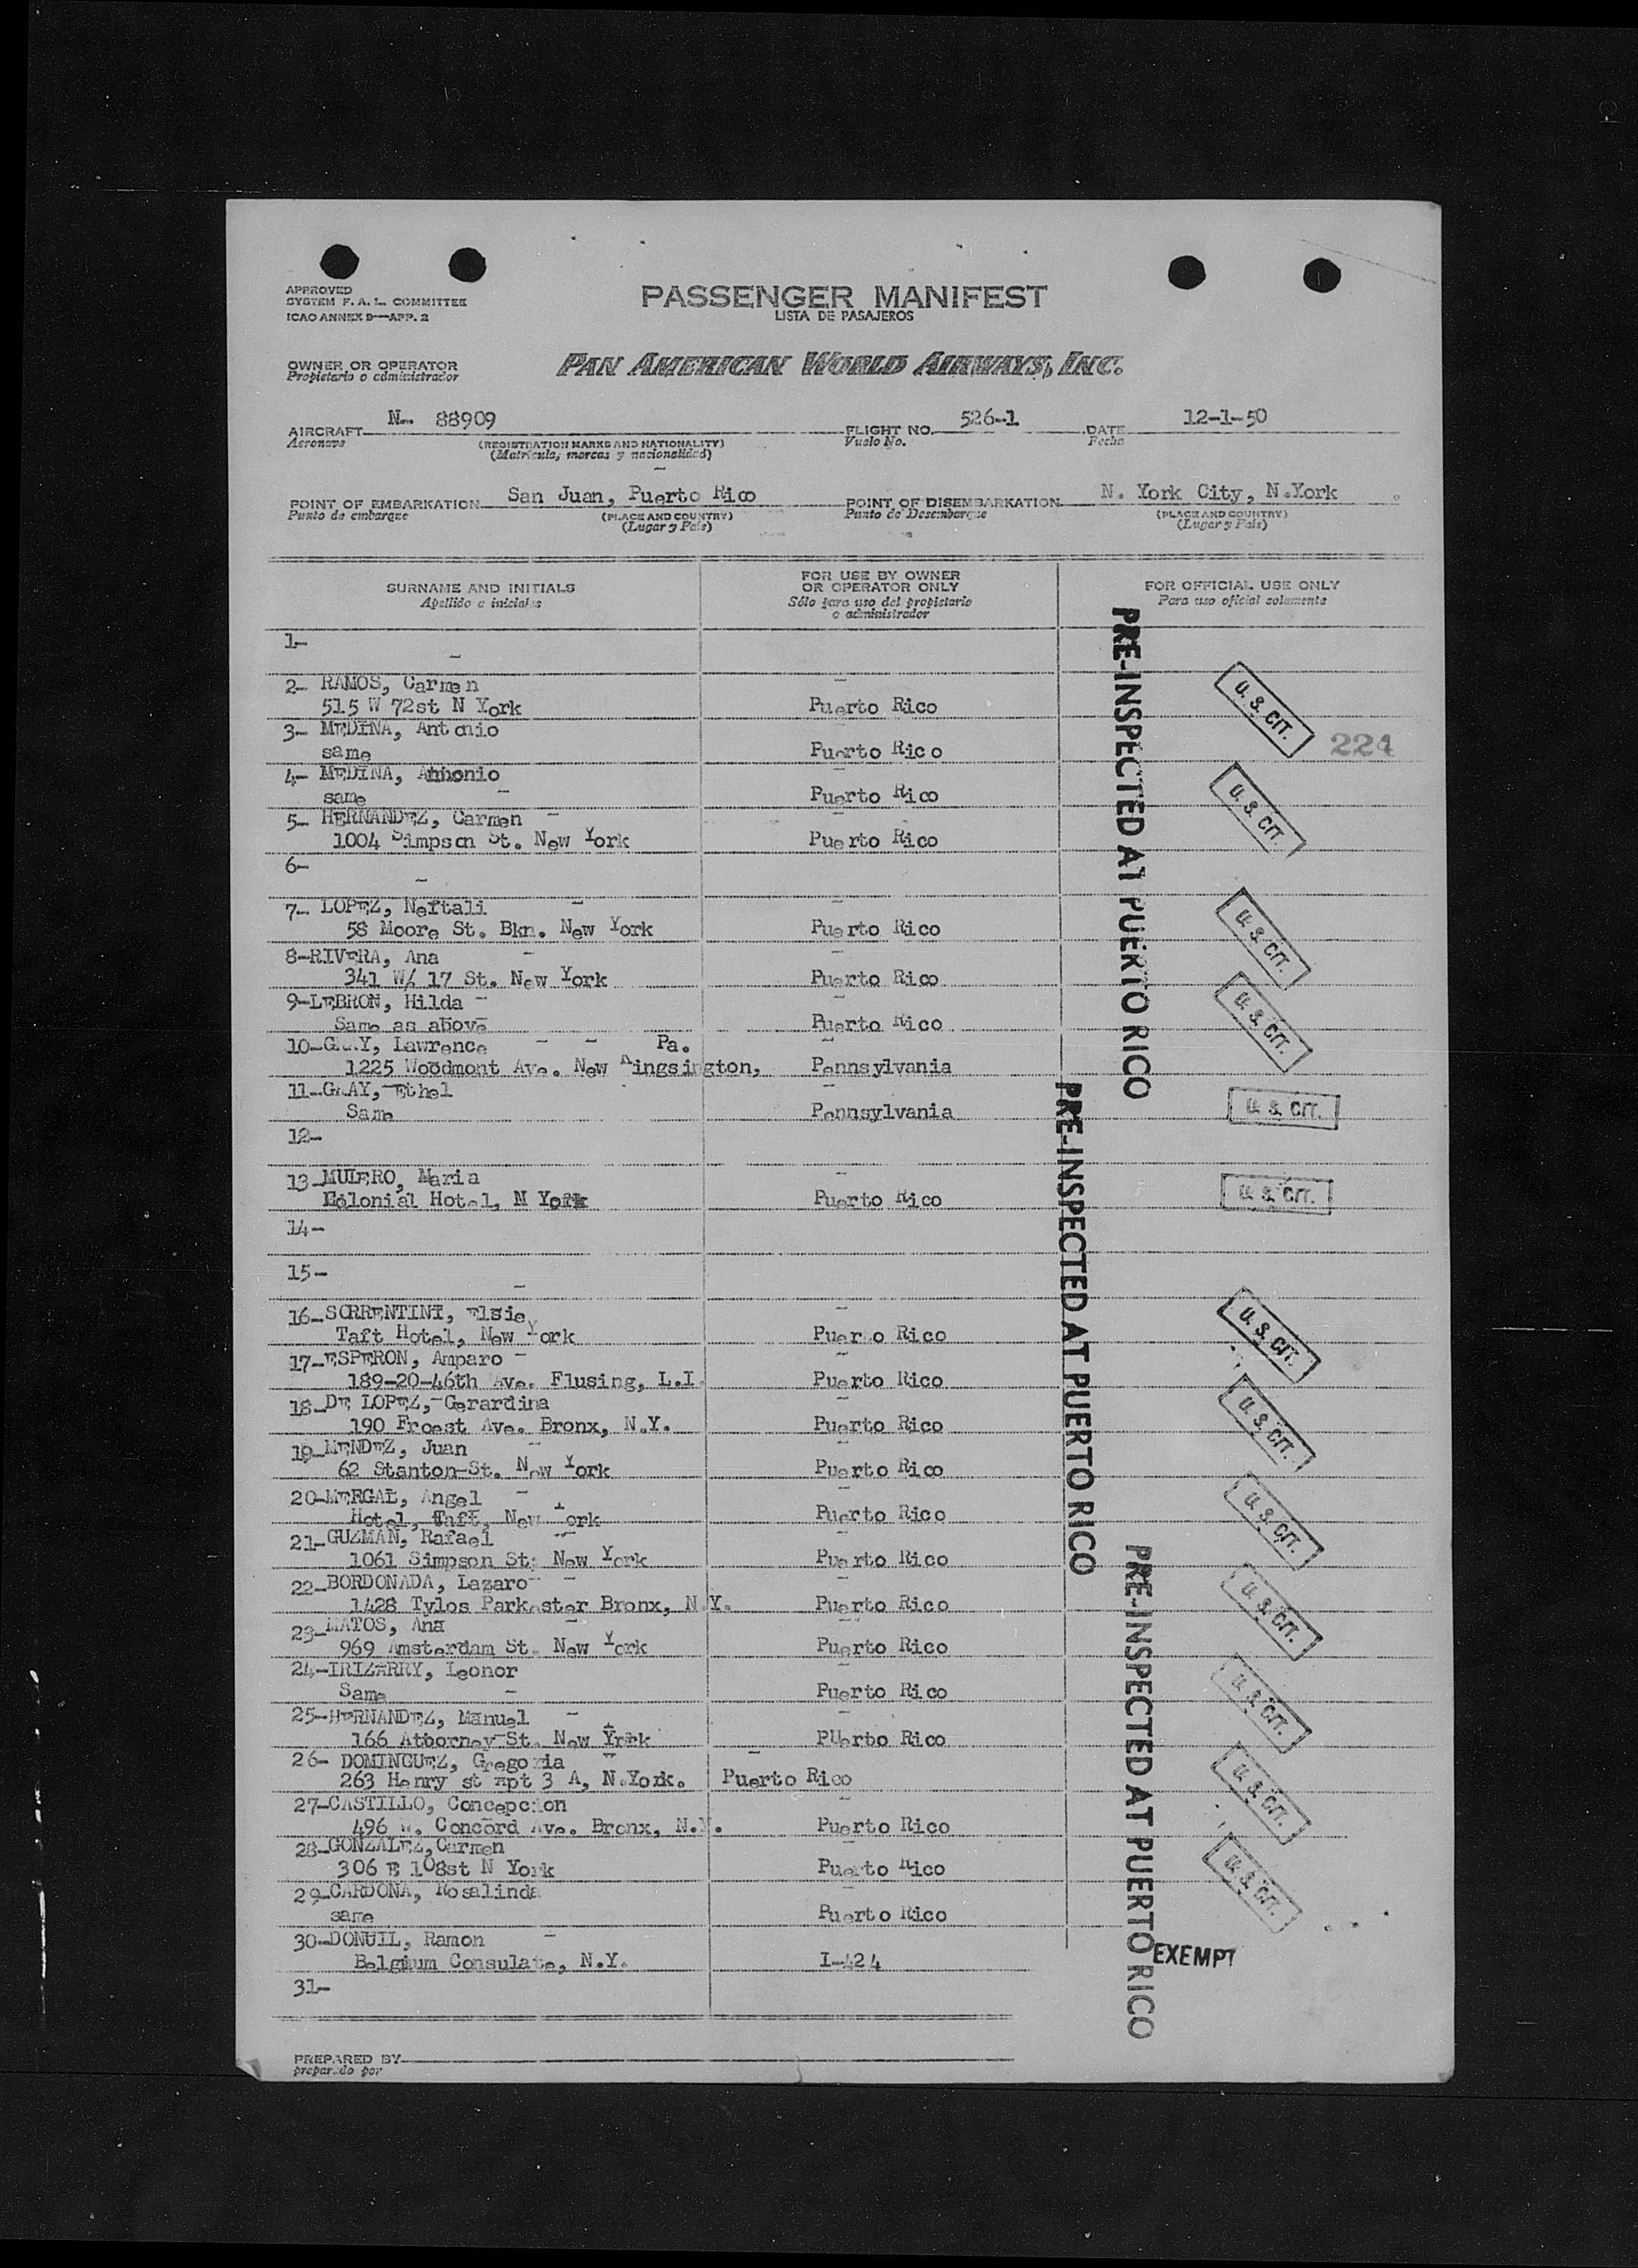 APPROVED
SYSTEM F. A. L. COMMITTEE
ICAO ANNEX 9—APP. 2
PASSENGER MANIFEST
LISTA DE PASAJEROS
OWNER OR OPERATOR
Propietario o administrador
PAN AMERICAN WORLD AIRWAYS, INC.
AIRCRAFT N- 88909 FLIGHT NO. 526-1 DATE 12-1-50
Aeronave (REGISTRATION MARKS AND NATIONALITY) Vuelo No. Fecha
(Matrícula, marcas y nacionalidad)
POINT OF EMBARKATION San Juan, Puerto Rico POINT OF DISEMBARKATION N. York City, N.York
Punto de embarque (PLACE AND COUNTRY) Punto de Desembarque (PLACE AND COUNTRY)
(Lugar y País) (Lugar y País)
SURNAME AND INITIALS FOR USE BY OWNER OR OPERATOR ONLY FOR OFFICIAL USE ONLY
Apellido e iniciales Sólo para uso del propietario o administrador Para uso oficial solamente
1-
2- RAMOS, Carmen
515 W 72st N York Puerto Rico U. S. CIT.
3- MEDINA, Antonio
same Puerto Rico 224
4- MEDINA, Ahhonio
same Puerto Rico U. S. CIT.
5- HERNANDEZ, Carmen
1004 Simpson St. New York Puerto Rico
6-
7- LOPEZ, Neftali
58 Moore St. Bkn. New York Puerto Rico U. S. CIT.
8-RIVERA, Ana
341 W/ 17 St. New York Puerto Rico
9-LEBRON, Hilda
Same as above Puerto Rico U. S. CIT.
10-GRAY, Lawrence Pa.
1225 Woodmont Ave. New Kingsington, Pennsylvania
11-GRAY, Ethel
Same Pennsylvania U. S. CIT.
12-
13-MULERO, Maria
Colonial Hotel, N York Puerto Rico U. S. CIT.
14-
15-
16-SORRENTINI, Elsie
Taft Hotel, New York Puerto Rico U. S. CIT.
17-ESPERON, Amparo
189-20-46th Ave. Flusing, L.I. Puerto Rico
18-DE LOPEZ, Gerardina
190 Froest Ave. Bronx, N.Y. Puerto Rico U. S. CIT.
19-MENDEZ, Juan
62 Stanton St. New York Puerto Rico
20-MERGAL, Angel
Hotel, Taft, New York Puerto Rico U. S. CIT.
21-GUZMAN, Rafael
1061 Simpson St. New York Puerto Rico
22-BORDONADA, Lazaro
1428 Tylos Parkester Bronx, N.Y. Puerto Rico U. S. CIT.
23-MATOS, Ana
969 Amsterdam St. New York Puerto Rico
24-IRIZARRY, Leonor
Same Puerto Rico U. S. CIT.
25-HERNANDEZ, Manuel
166 Attorney St. New York PUerto Rico
26- DOMINGUEZ, Gregoria
263 Henry st apt 3 A, N.York. Puerto Rico U. S. CIT.
27-CASTILLO, Concepcion
496 W. Concord Ave. Bronx, N.Y. Puerto Rico
28-GONZALEZ,Carmen
306 E 108st N York Puerto Rico U. S. CIT.
29-CARDONA, Rosalinda
same Puerto Rico
30-DONUIL, Ramon
Belgium Consulate, N.Y. I-424 EXEMPT
31-
PREPARED BY
preparado por
PRE-INSPECTED AT PUERTO RICO
PRE-INSPECTED AT PUERTO RICO
PRE-INSPECTED AT PUERTO RICO